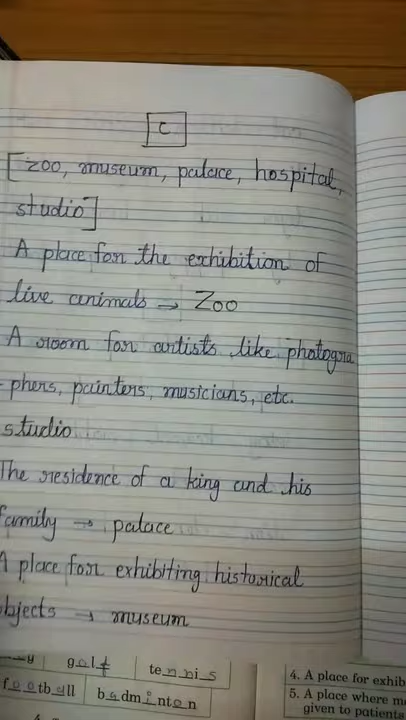 C
[zoo, museum, palace, hospital,
studio]
A place for the exhibition of
live animals → Zoo
A room for artists like photogra
-phers, painters, musicians, etc.
studio
The residence of a king and his
family → palace
A place for exhibiting historical
objects → museum
golf tennis
football badminton
4. A place for exhib
5. A place where me
given to patients